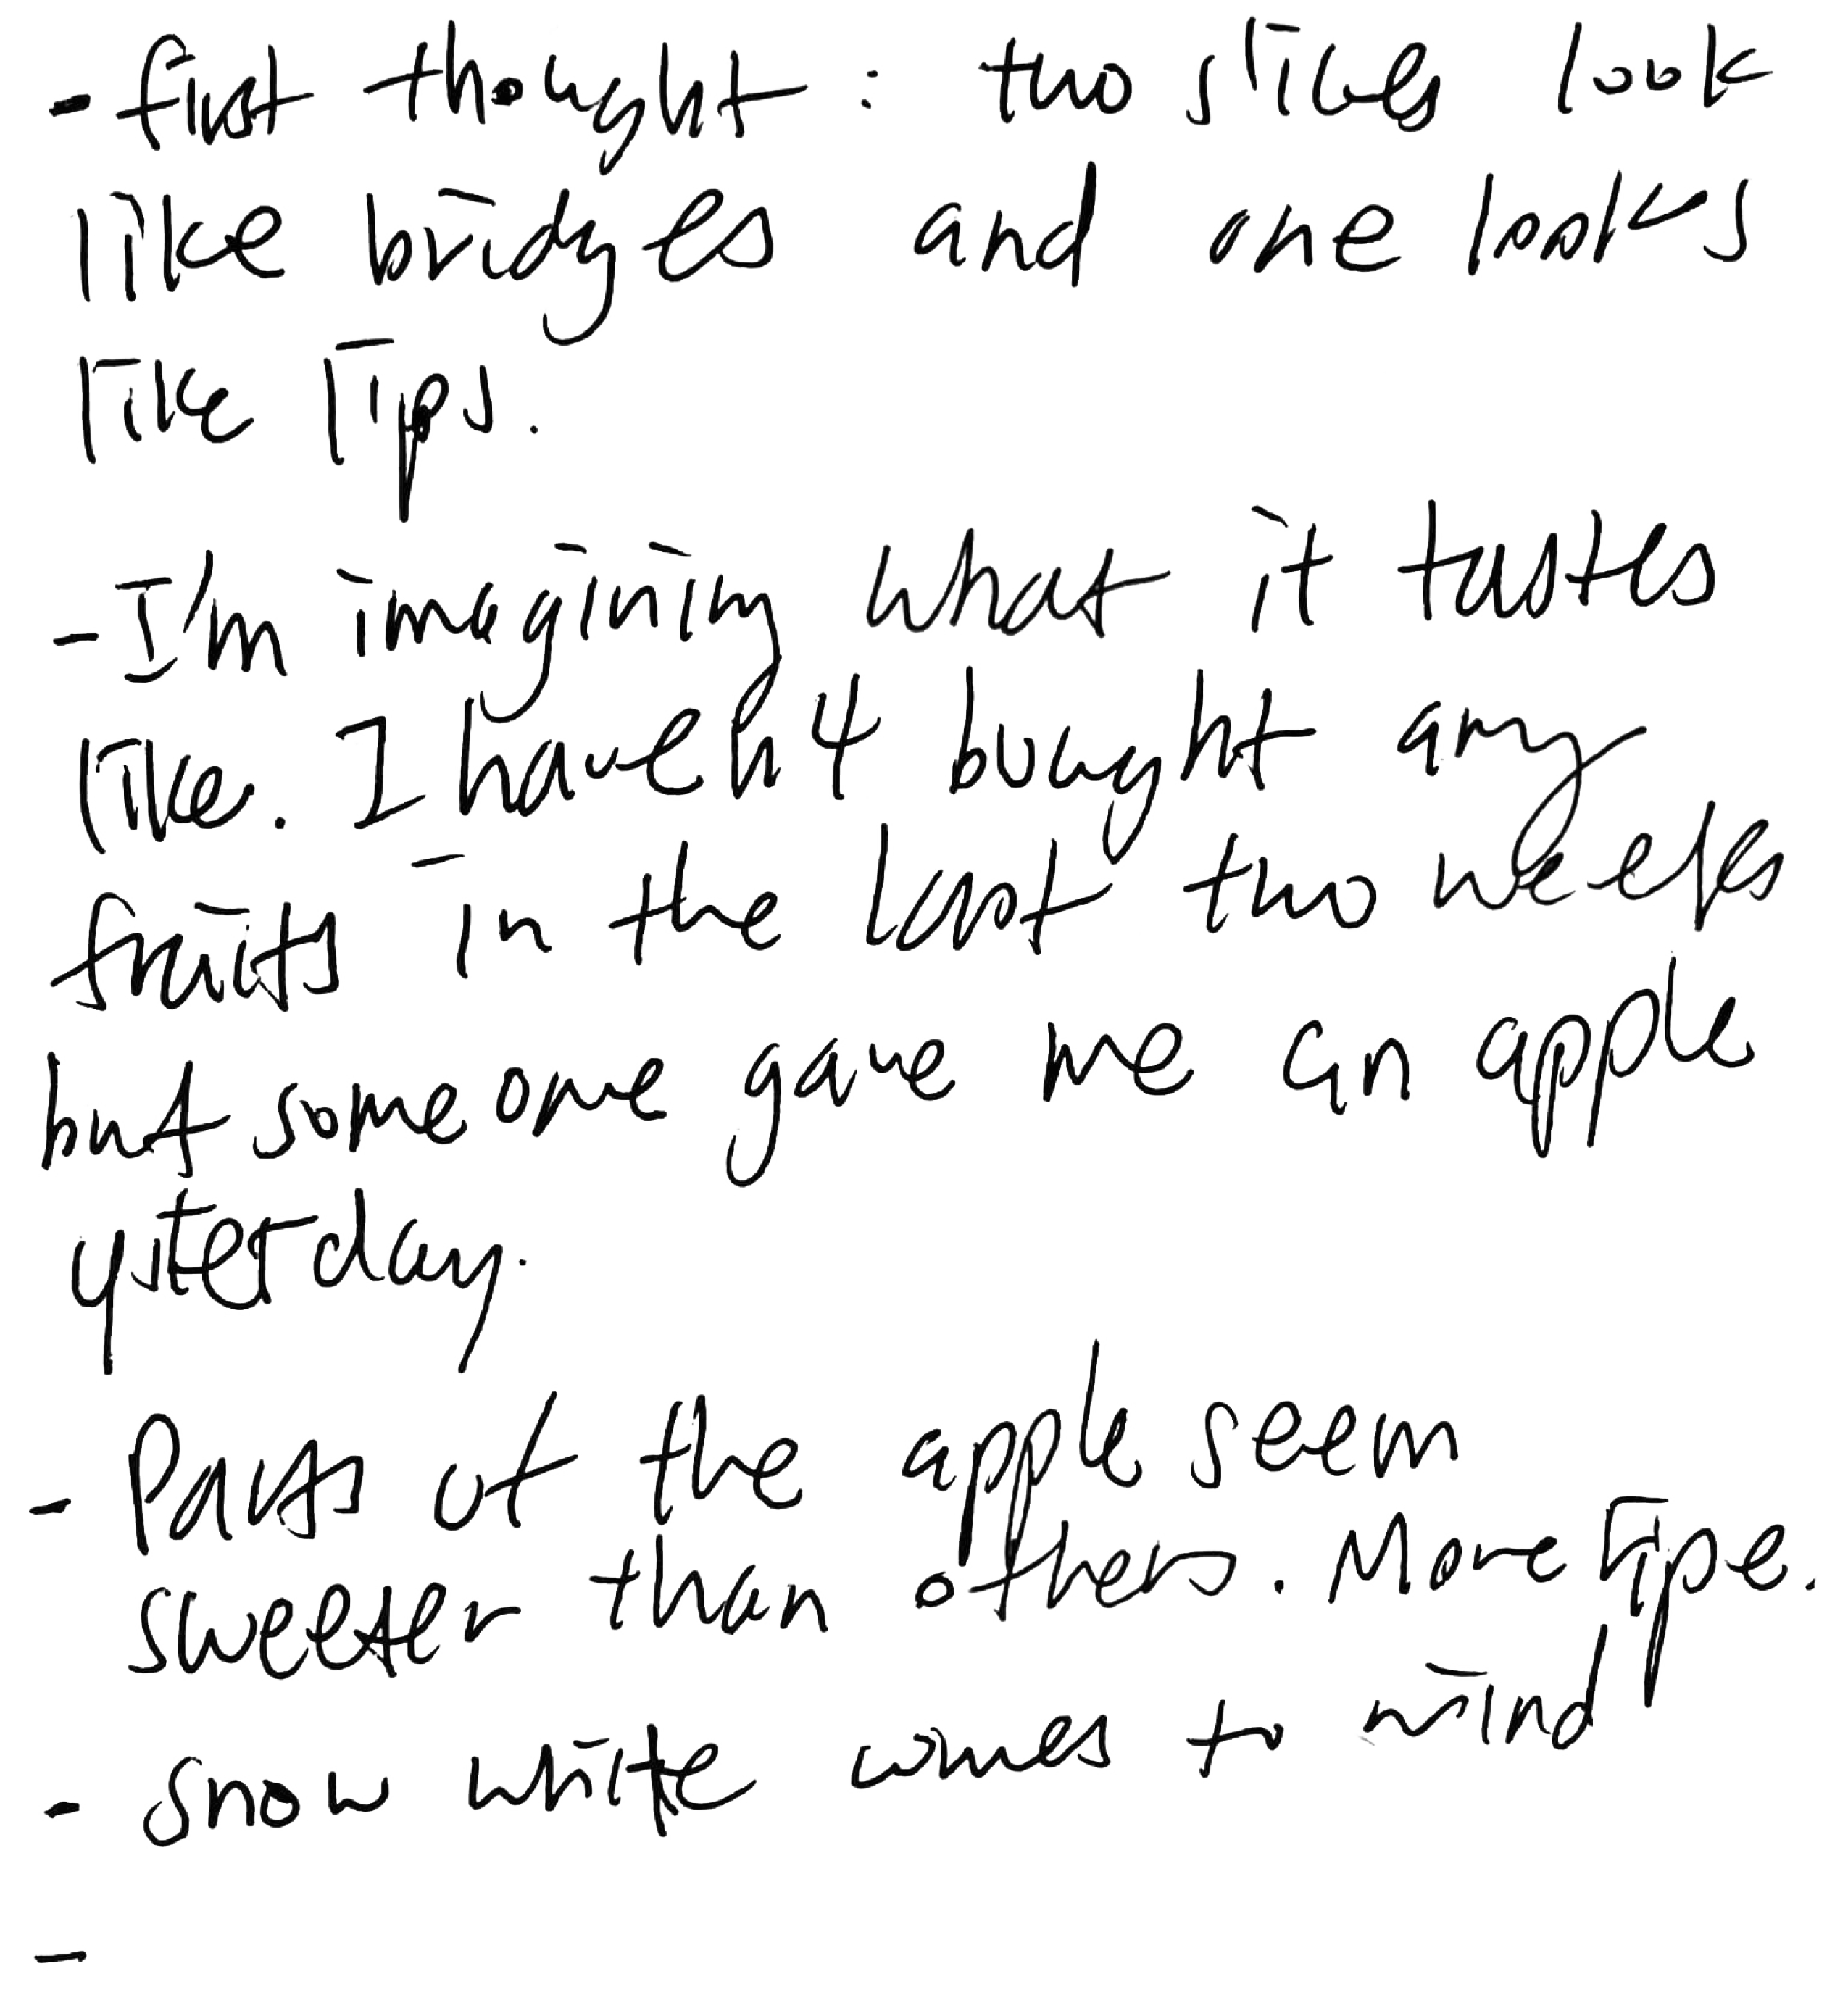 - first thought: two slices look
like bridges and one looks
like lips.
- I'm imagining what it tastes
like. I haven't bought any
fruits in the last two weeks
but someone gave me an apple
ysterday.
- Parts of the apple seem
sweeter than others. More ripe.
- Snow white comes to mind
-